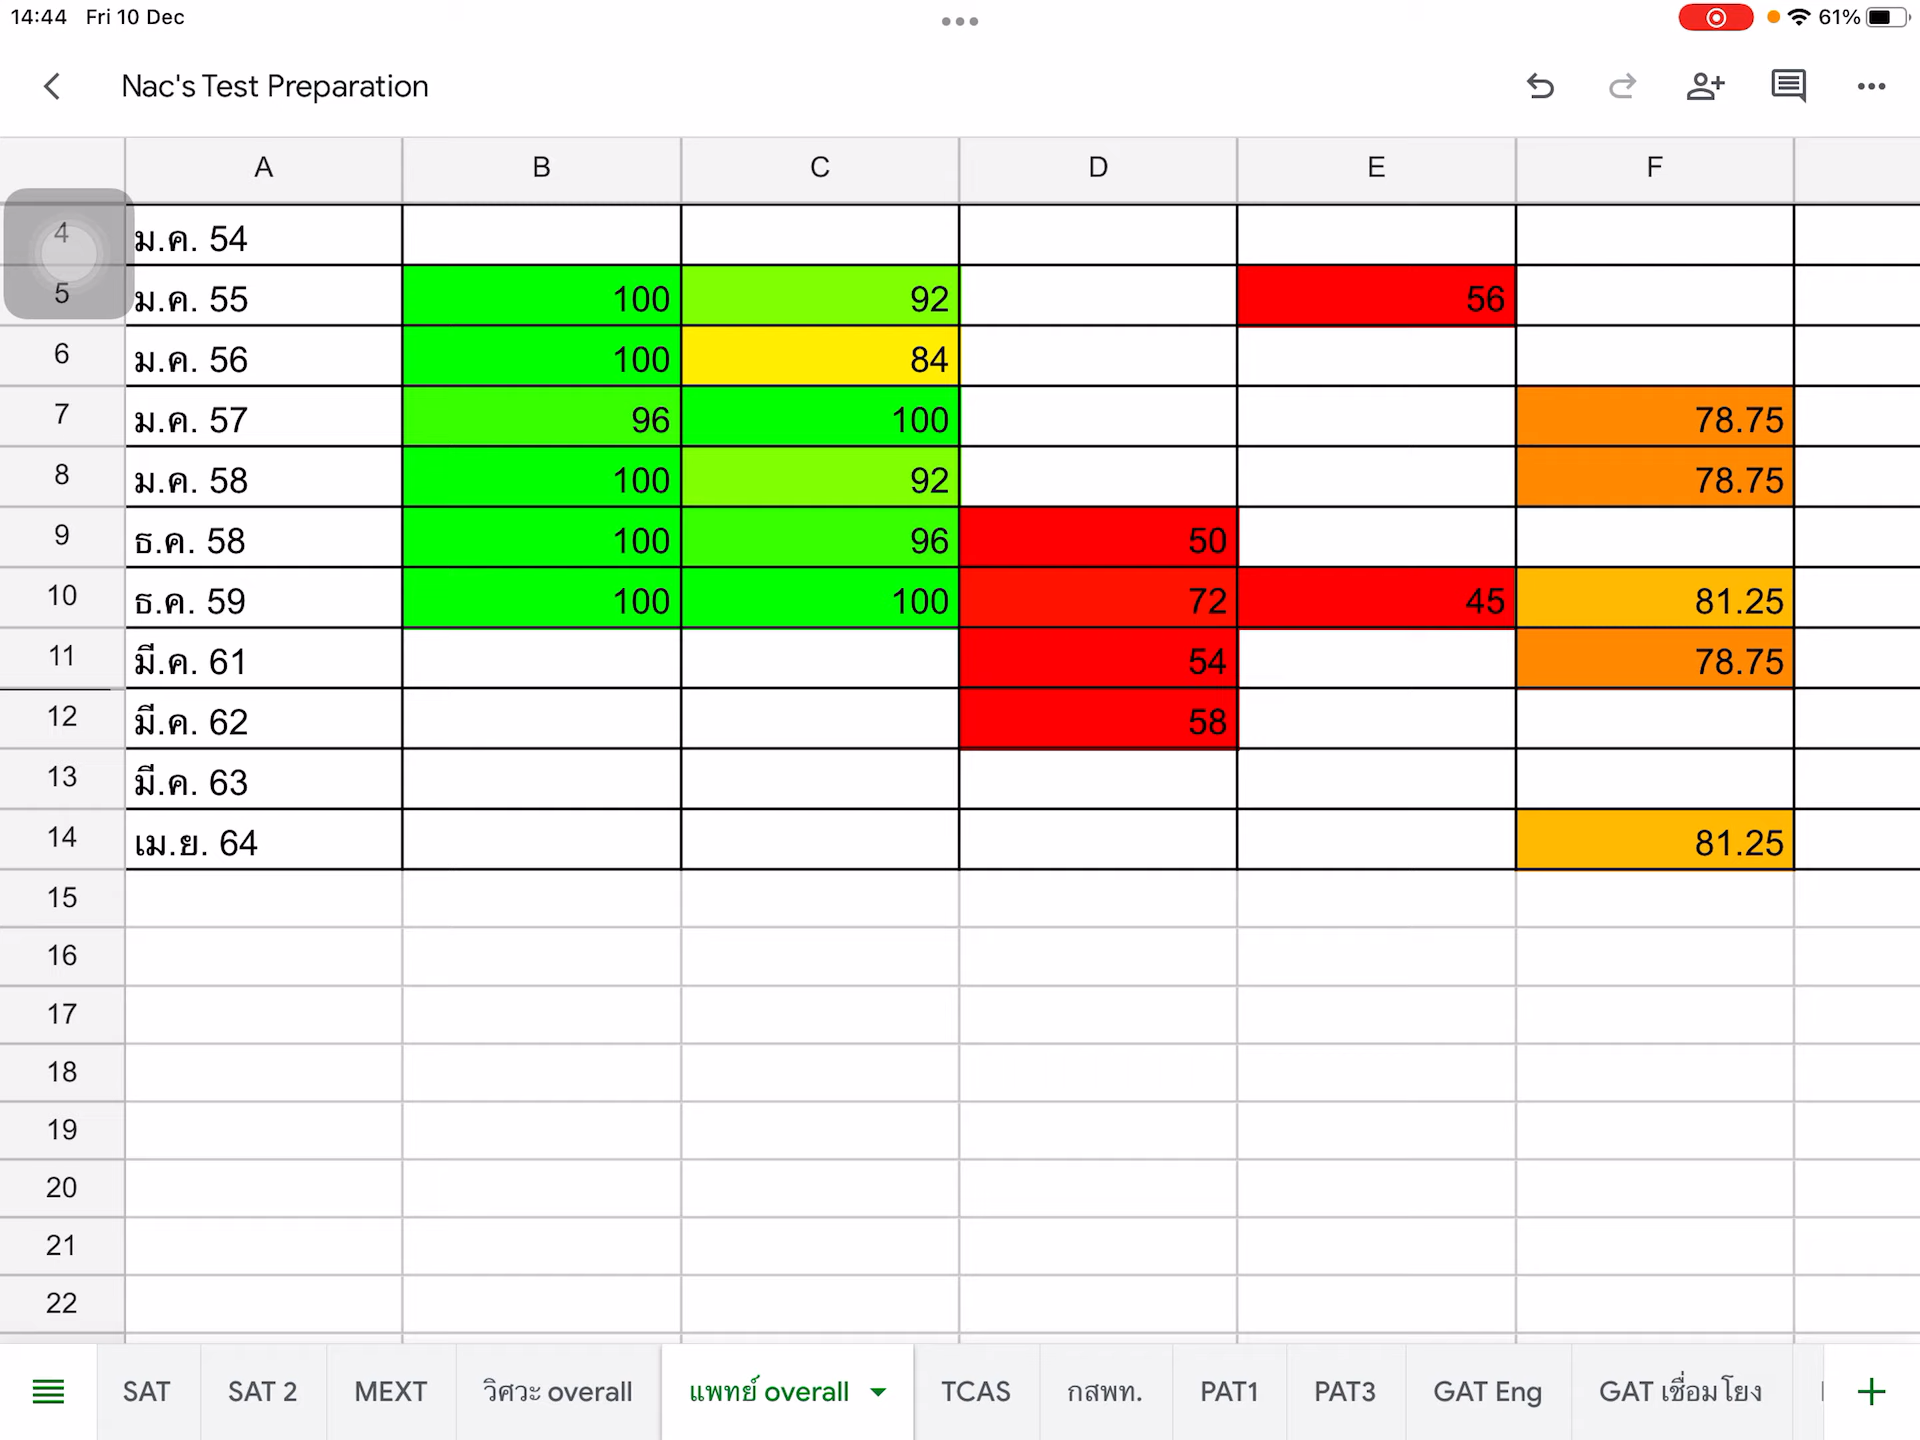 14:44 Fri 10 Dec 61%
Nac's Test Preparation
A B C D E F
4 ม.ค. 54
5 ม.ค. 55 100 92 56
6 ม.ค. 56 100 84
7 ม.ค. 57 96 100 78.75
8 ม.ค. 58 100 92 78.75
9 ธ.ค. 58 100 96 50
10 ธ.ค. 59 100 100 72 45 81.25
11 มี.ค. 61 54 78.75
12 มี.ค. 62 58
13 มี.ค. 63
14 เม.ย. 64 81.25
15
16
17
18
19
20
21
22
SAT SAT 2 MEXT วิศวะ overall แพทย์ overall TCAS กสพท. PAT1 PAT3 GAT Eng GAT เชื่อมโยง